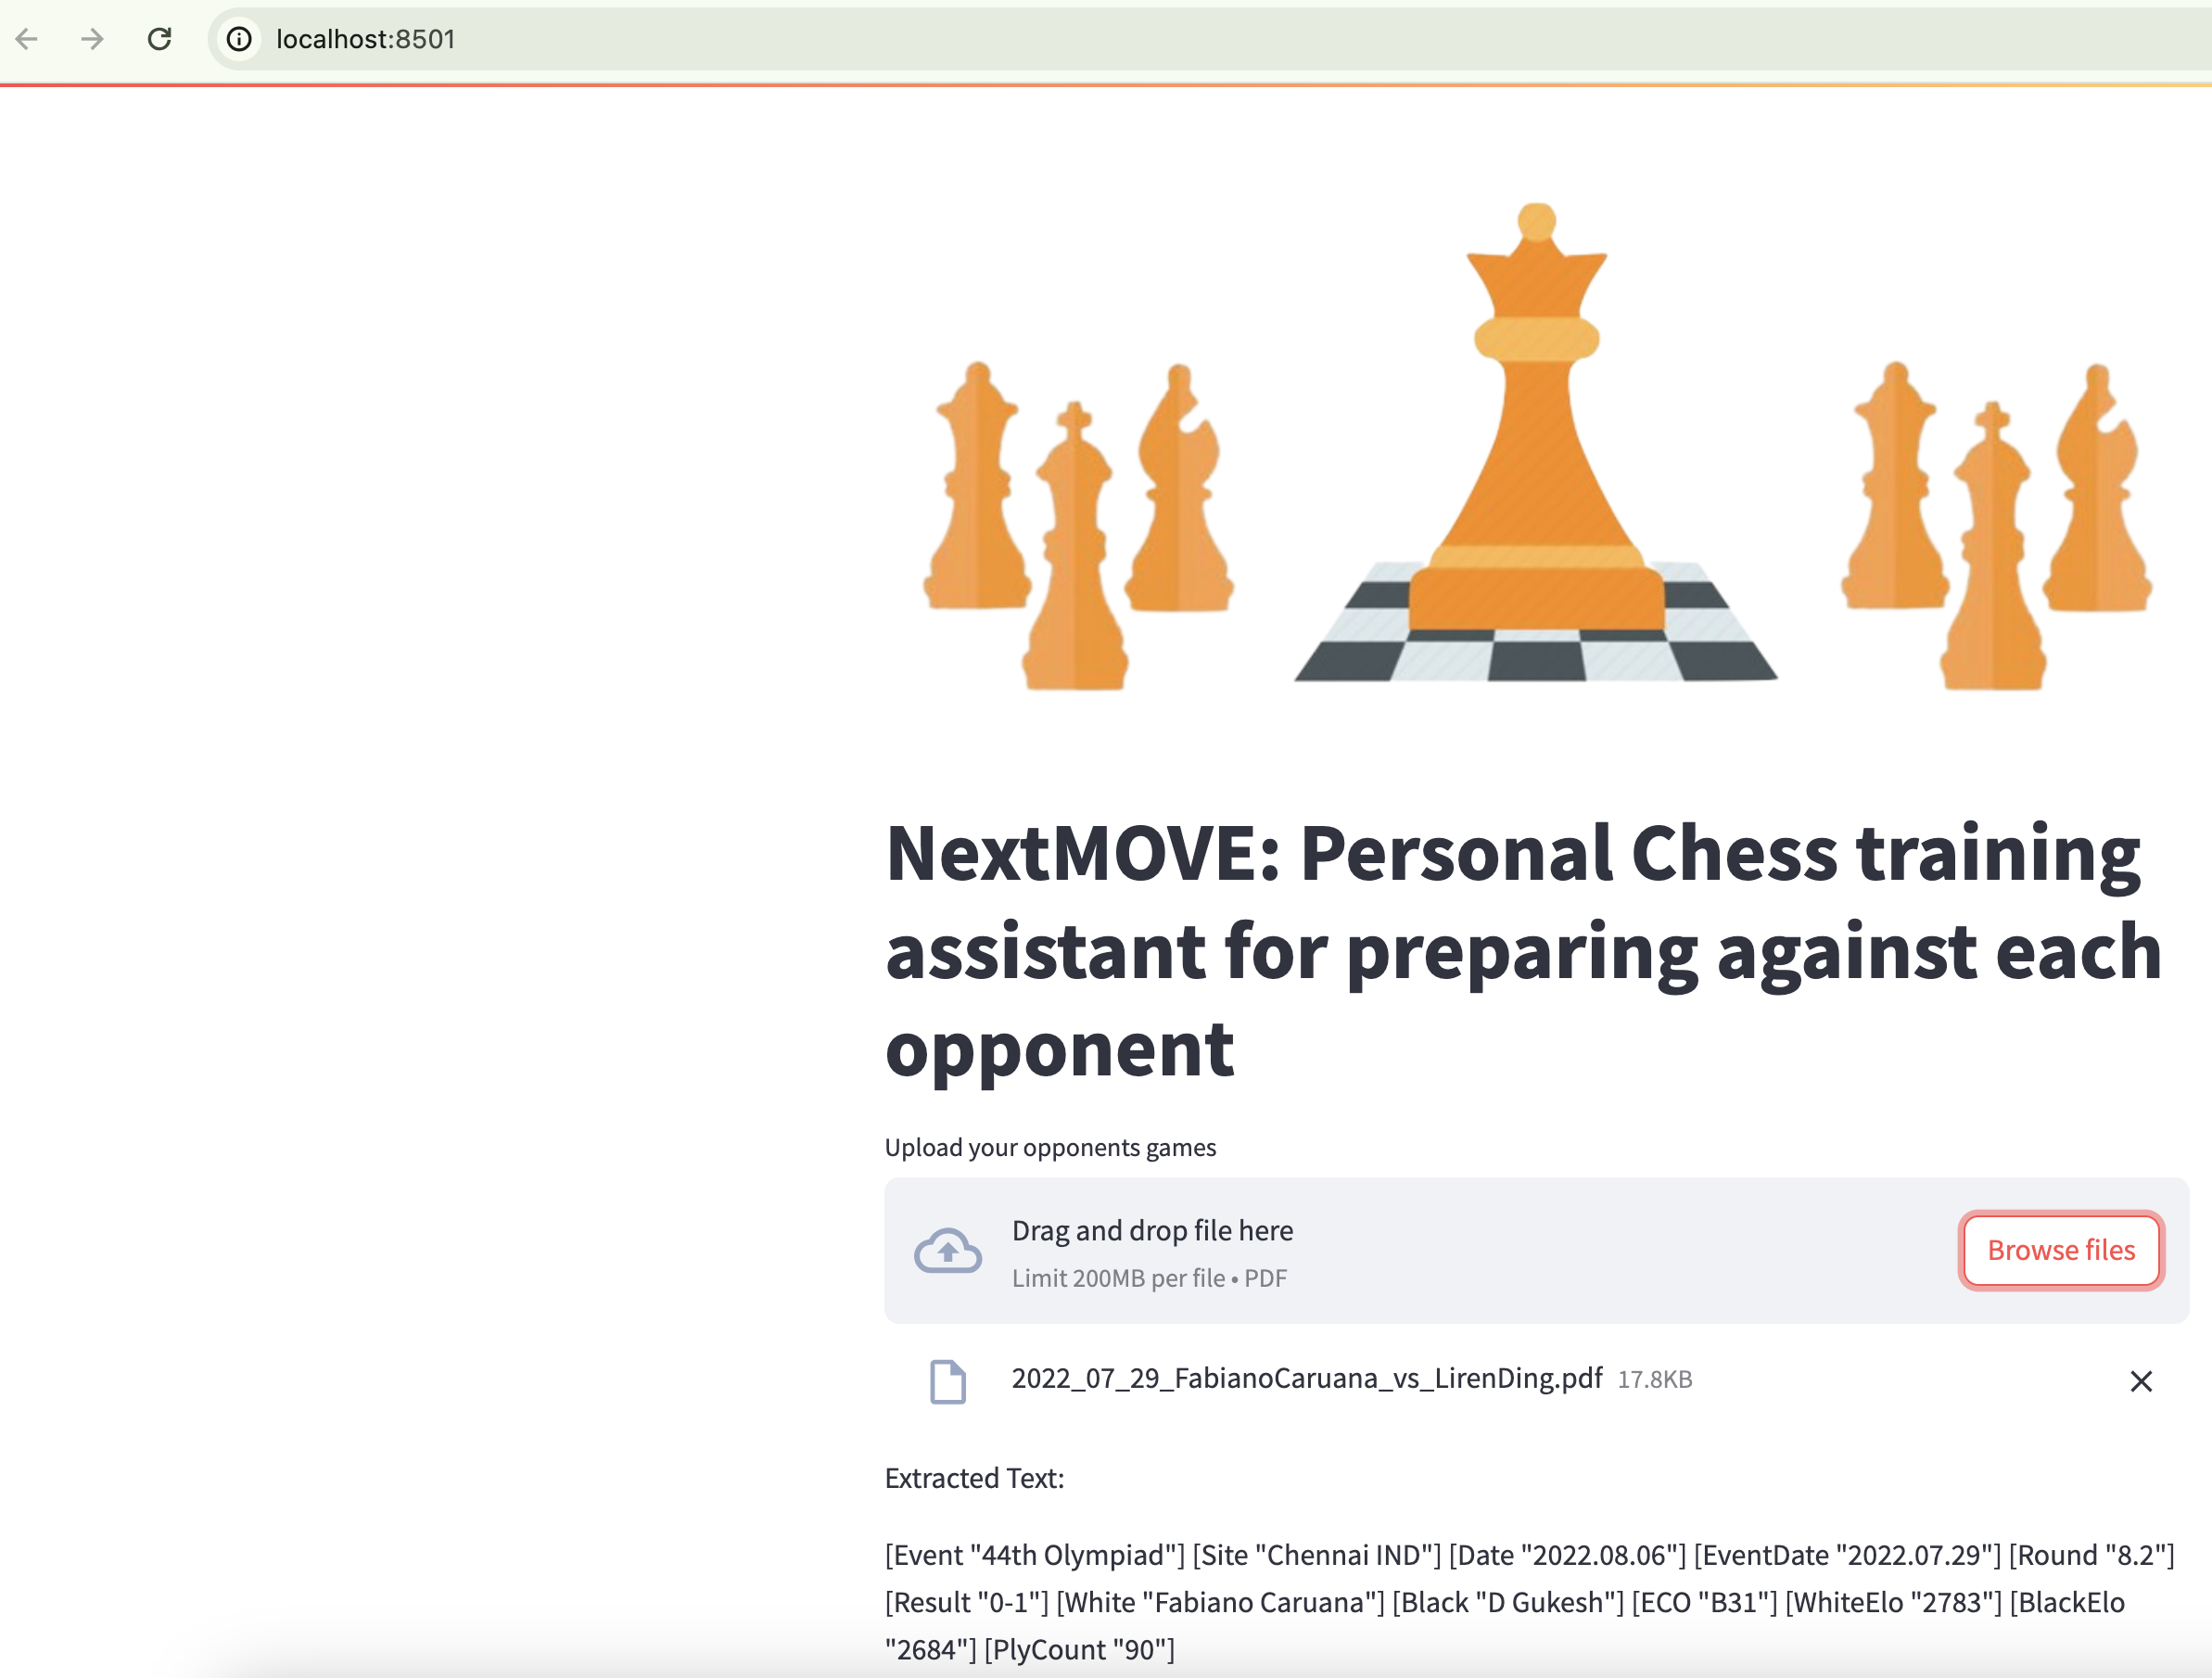 localhost:8501
NextMOVE: Personal Chess training
assistant for preparing against each
opponent
Upload your opponents games
Drag and drop file here
Limit 200MB per file • PDF
Browse files
2022_07_29_FabianoCaruana_vs_LirenDing.pdf 17.8KB
Extracted Text:
[Event "44th Olympiad"] [Site "Chennai IND"] [Date "2022.08.06"] [EventDate "2022.07.29"] [Round "8.2"]
[Result "0-1"] [White "Fabiano Caruana"] [Black "D Gukesh"] [ECO "B31"] [WhiteElo "2783"] [BlackElo
"2684"] [PlyCount "90"]